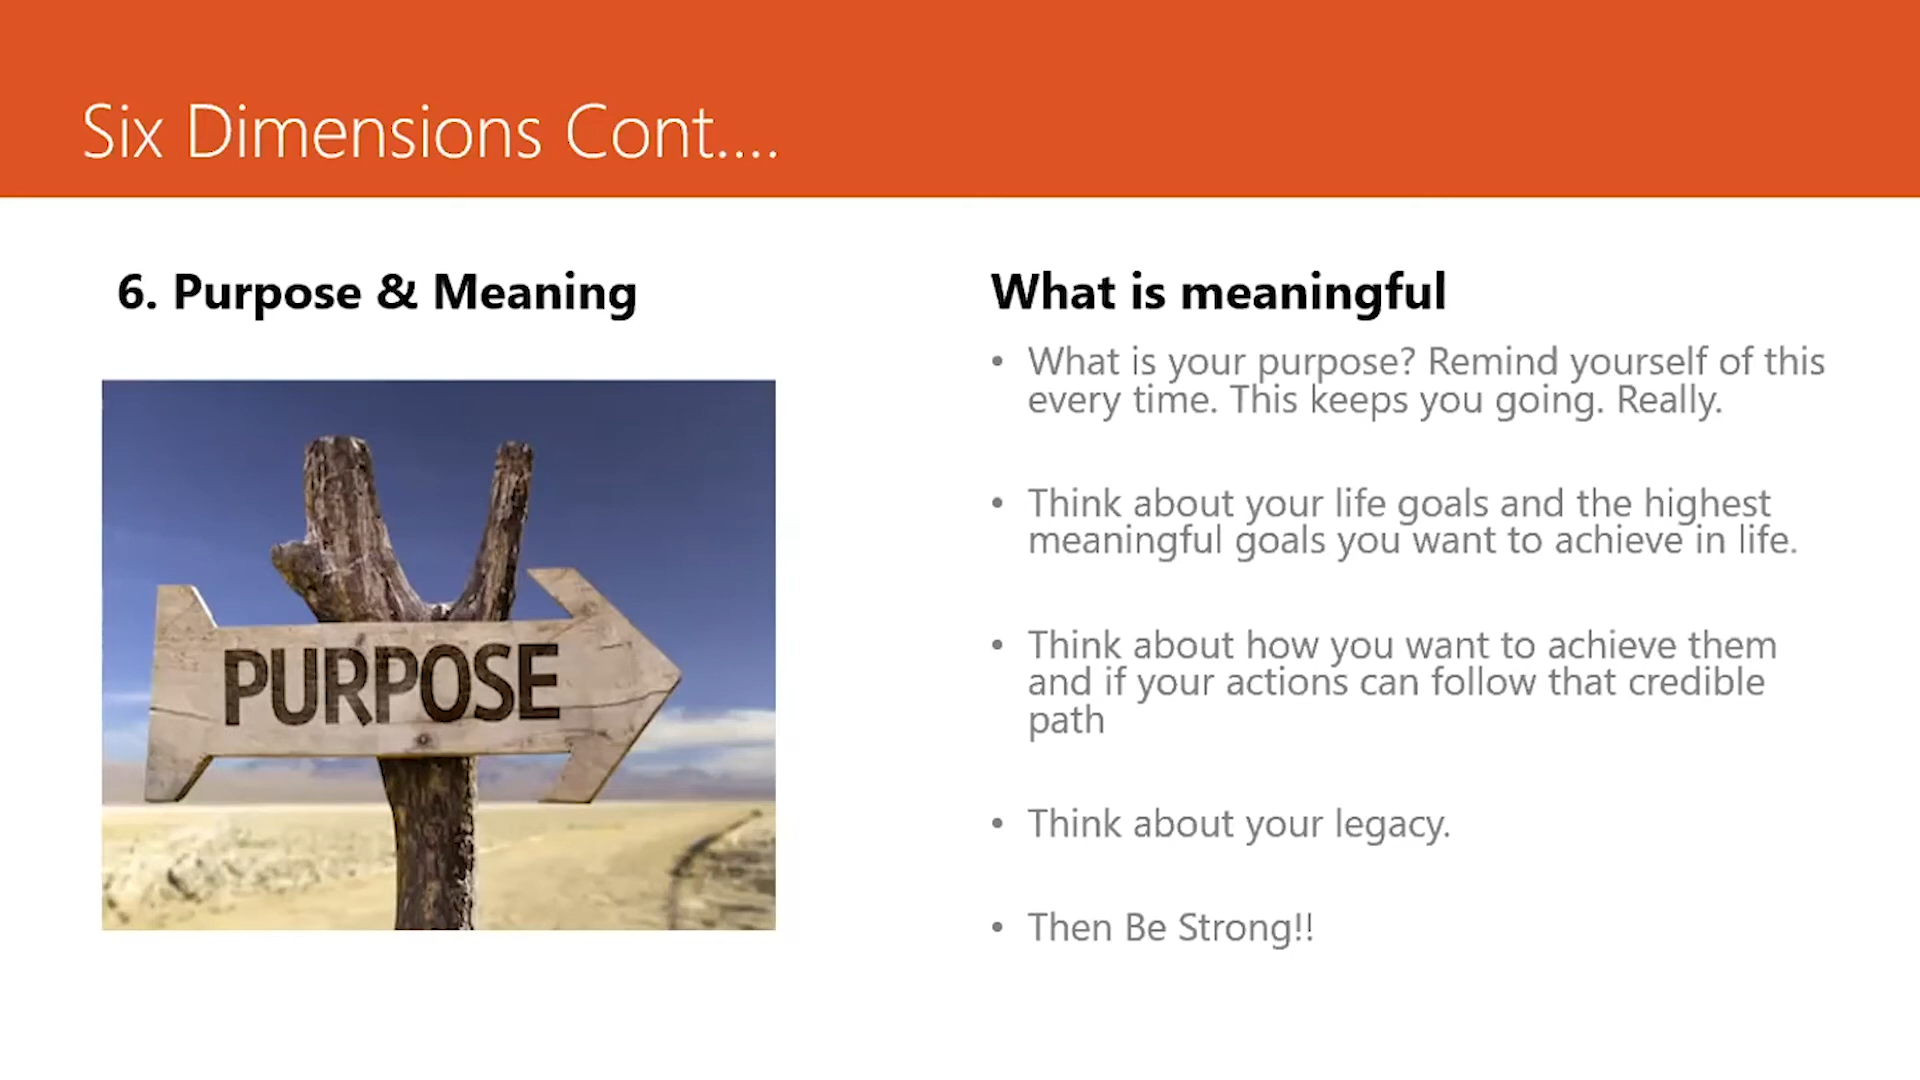 Six Dimensions Cont....
6. Purpose & Meaning
PURPOSE
What is meaningful
• What is your purpose? Remind yourself of this
every time. This keeps you going. Really.
• Think about your life goals and the highest
meaningful goals you want to achieve in life.
• Think about how you want to achieve them
and if your actions can follow that credible
path
• Think about your legacy.
• Then Be Strong!!